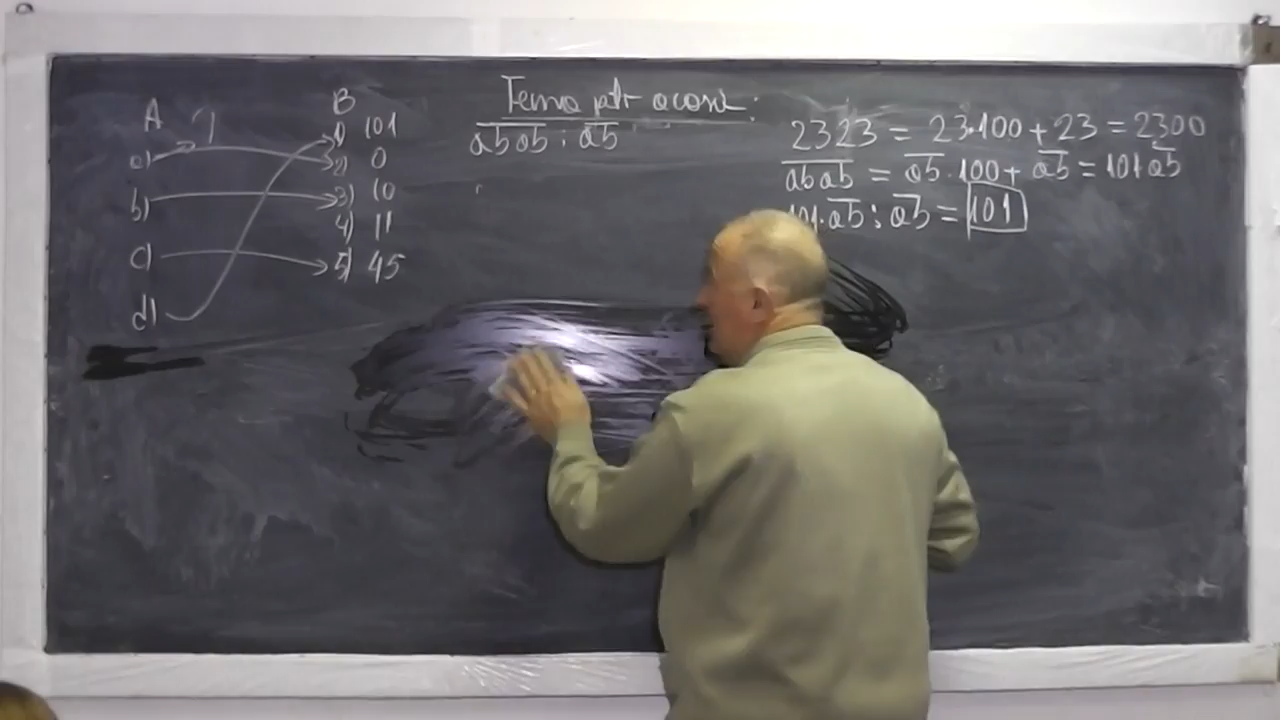 A
B
a)
b)
c)
d)
1) 101
2) 0
3) 10
4) 11
5) 45
Tema ptr acasă:
abab : ab
2323 = 23·100 + 23 = 2300
abab = ab·100 + ab = 101 ab
101·ab : ab = 101